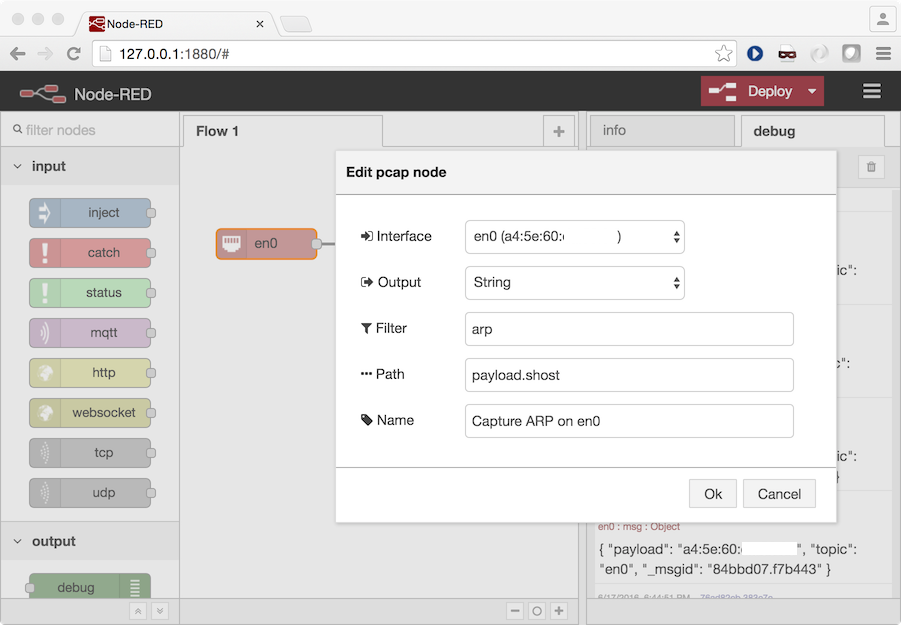 Node-RED
127.0.0.1:1880/#
Node-RED
Deploy
filter nodes
Flow 1
info
debug
input
inject
catch
status
mqtt
http
websocket
tcp
udp
output
debug
en0
Edit pcap node
Interface
en0 (a4:5e:60: )
Output
String
Filter
arp
Path
payload.shost
Name
Capture ARP on en0
Ok
Cancel
ic":
":
ic":
}
en0 : msg : Object
{ "payload": "a4:5e:60: ", "topic":
"en0", "_msgid": "84bbd07.f7b443" }